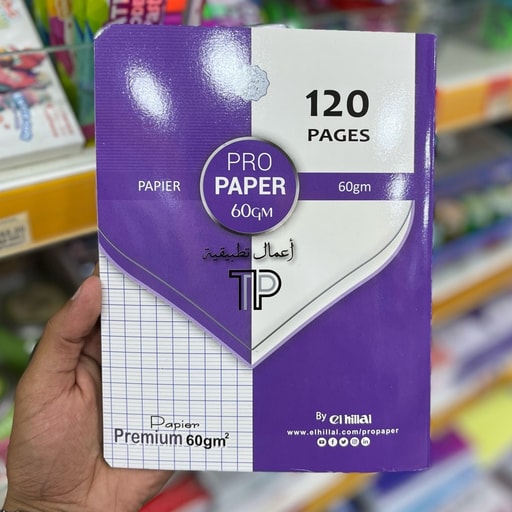 120
PAGES
PRO
PAPER
60GM
PAPIER
60gm
أعمال تطبيقية
TP
Papier
Premium 60gm²
By el hillal
www.elhillal.com/propaper